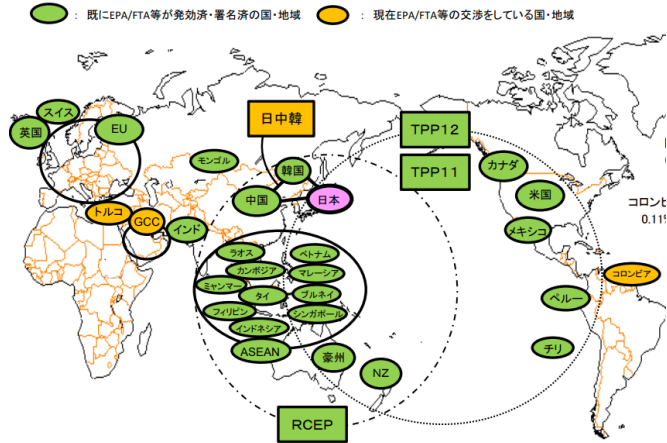 ： 既にEPA/FTA等が発効済・署名済の国・地域
： 現在EPA/FTA等の交渉をしている国・地域
スイス
英国
EU
モンゴル
日中韓
韓国
中国
日本
TPP12
TPP11
カナダ
米国
メキシコ
コロンビ
0.11%
トルコ
GCC
インド
ラオス
ベトナム
カンボジア
マレーシア
ミャンマー
タイ
ブルネイ
フィリピン
シンガポール
インドネシア
ASEAN
豪州
NZ
コロンビア
ペルー
チリ
RCEP